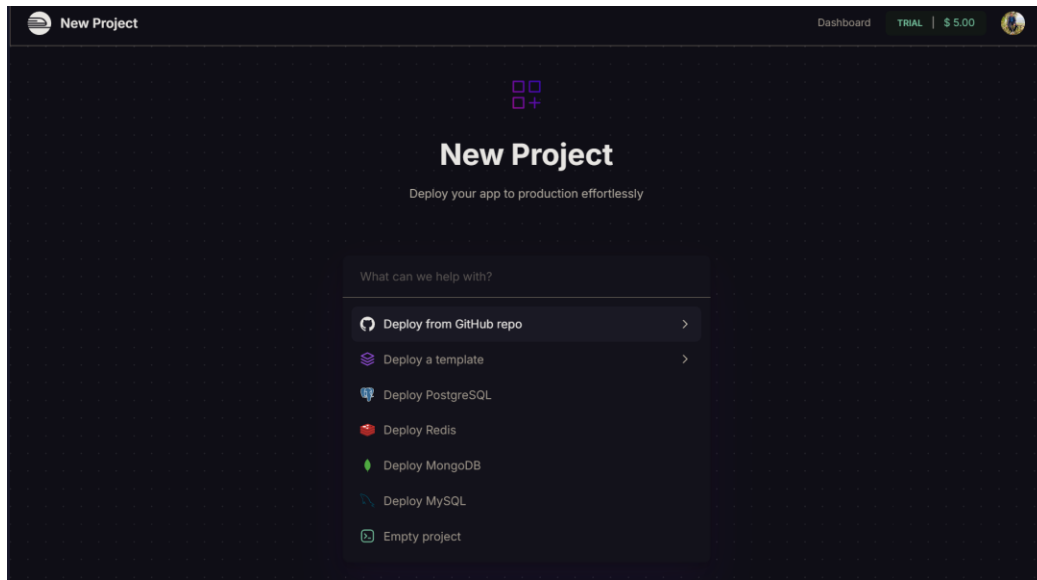 New Project
Dashboard
TRIAL | $ 5.00
New Project
Deploy your app to production effortlessly
What can we help with?
Deploy from GitHub repo
Deploy a template
Deploy PostgreSQL
Deploy Redis
Deploy MongoDB
Deploy MySQL
Empty project